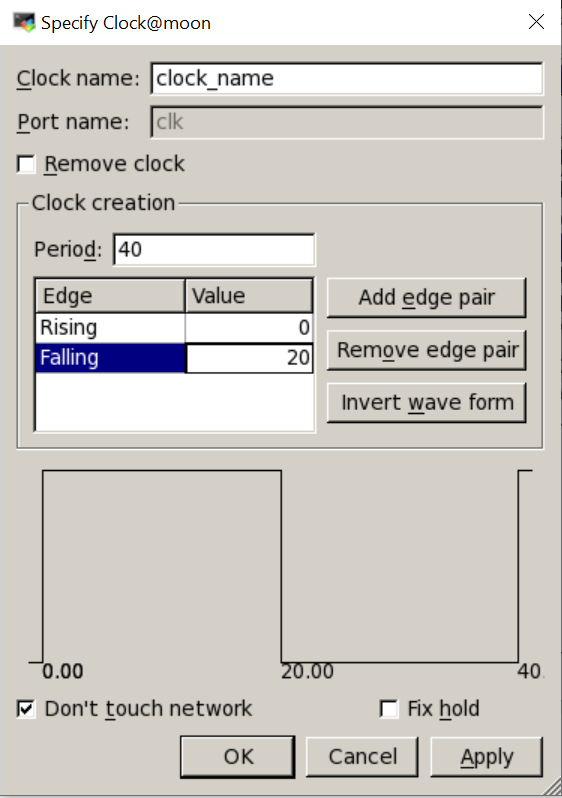 Specify Clock@moon
Clock name: clock_name
Port name: clk
Remove clock
Clock creation
Period: 40
Edge Value
Rising 0
Falling 20
Add edge pair
Remove edge pair
Invert wave form
0.00 20.00 40.
Don't touch network Fix hold
OK Cancel Apply